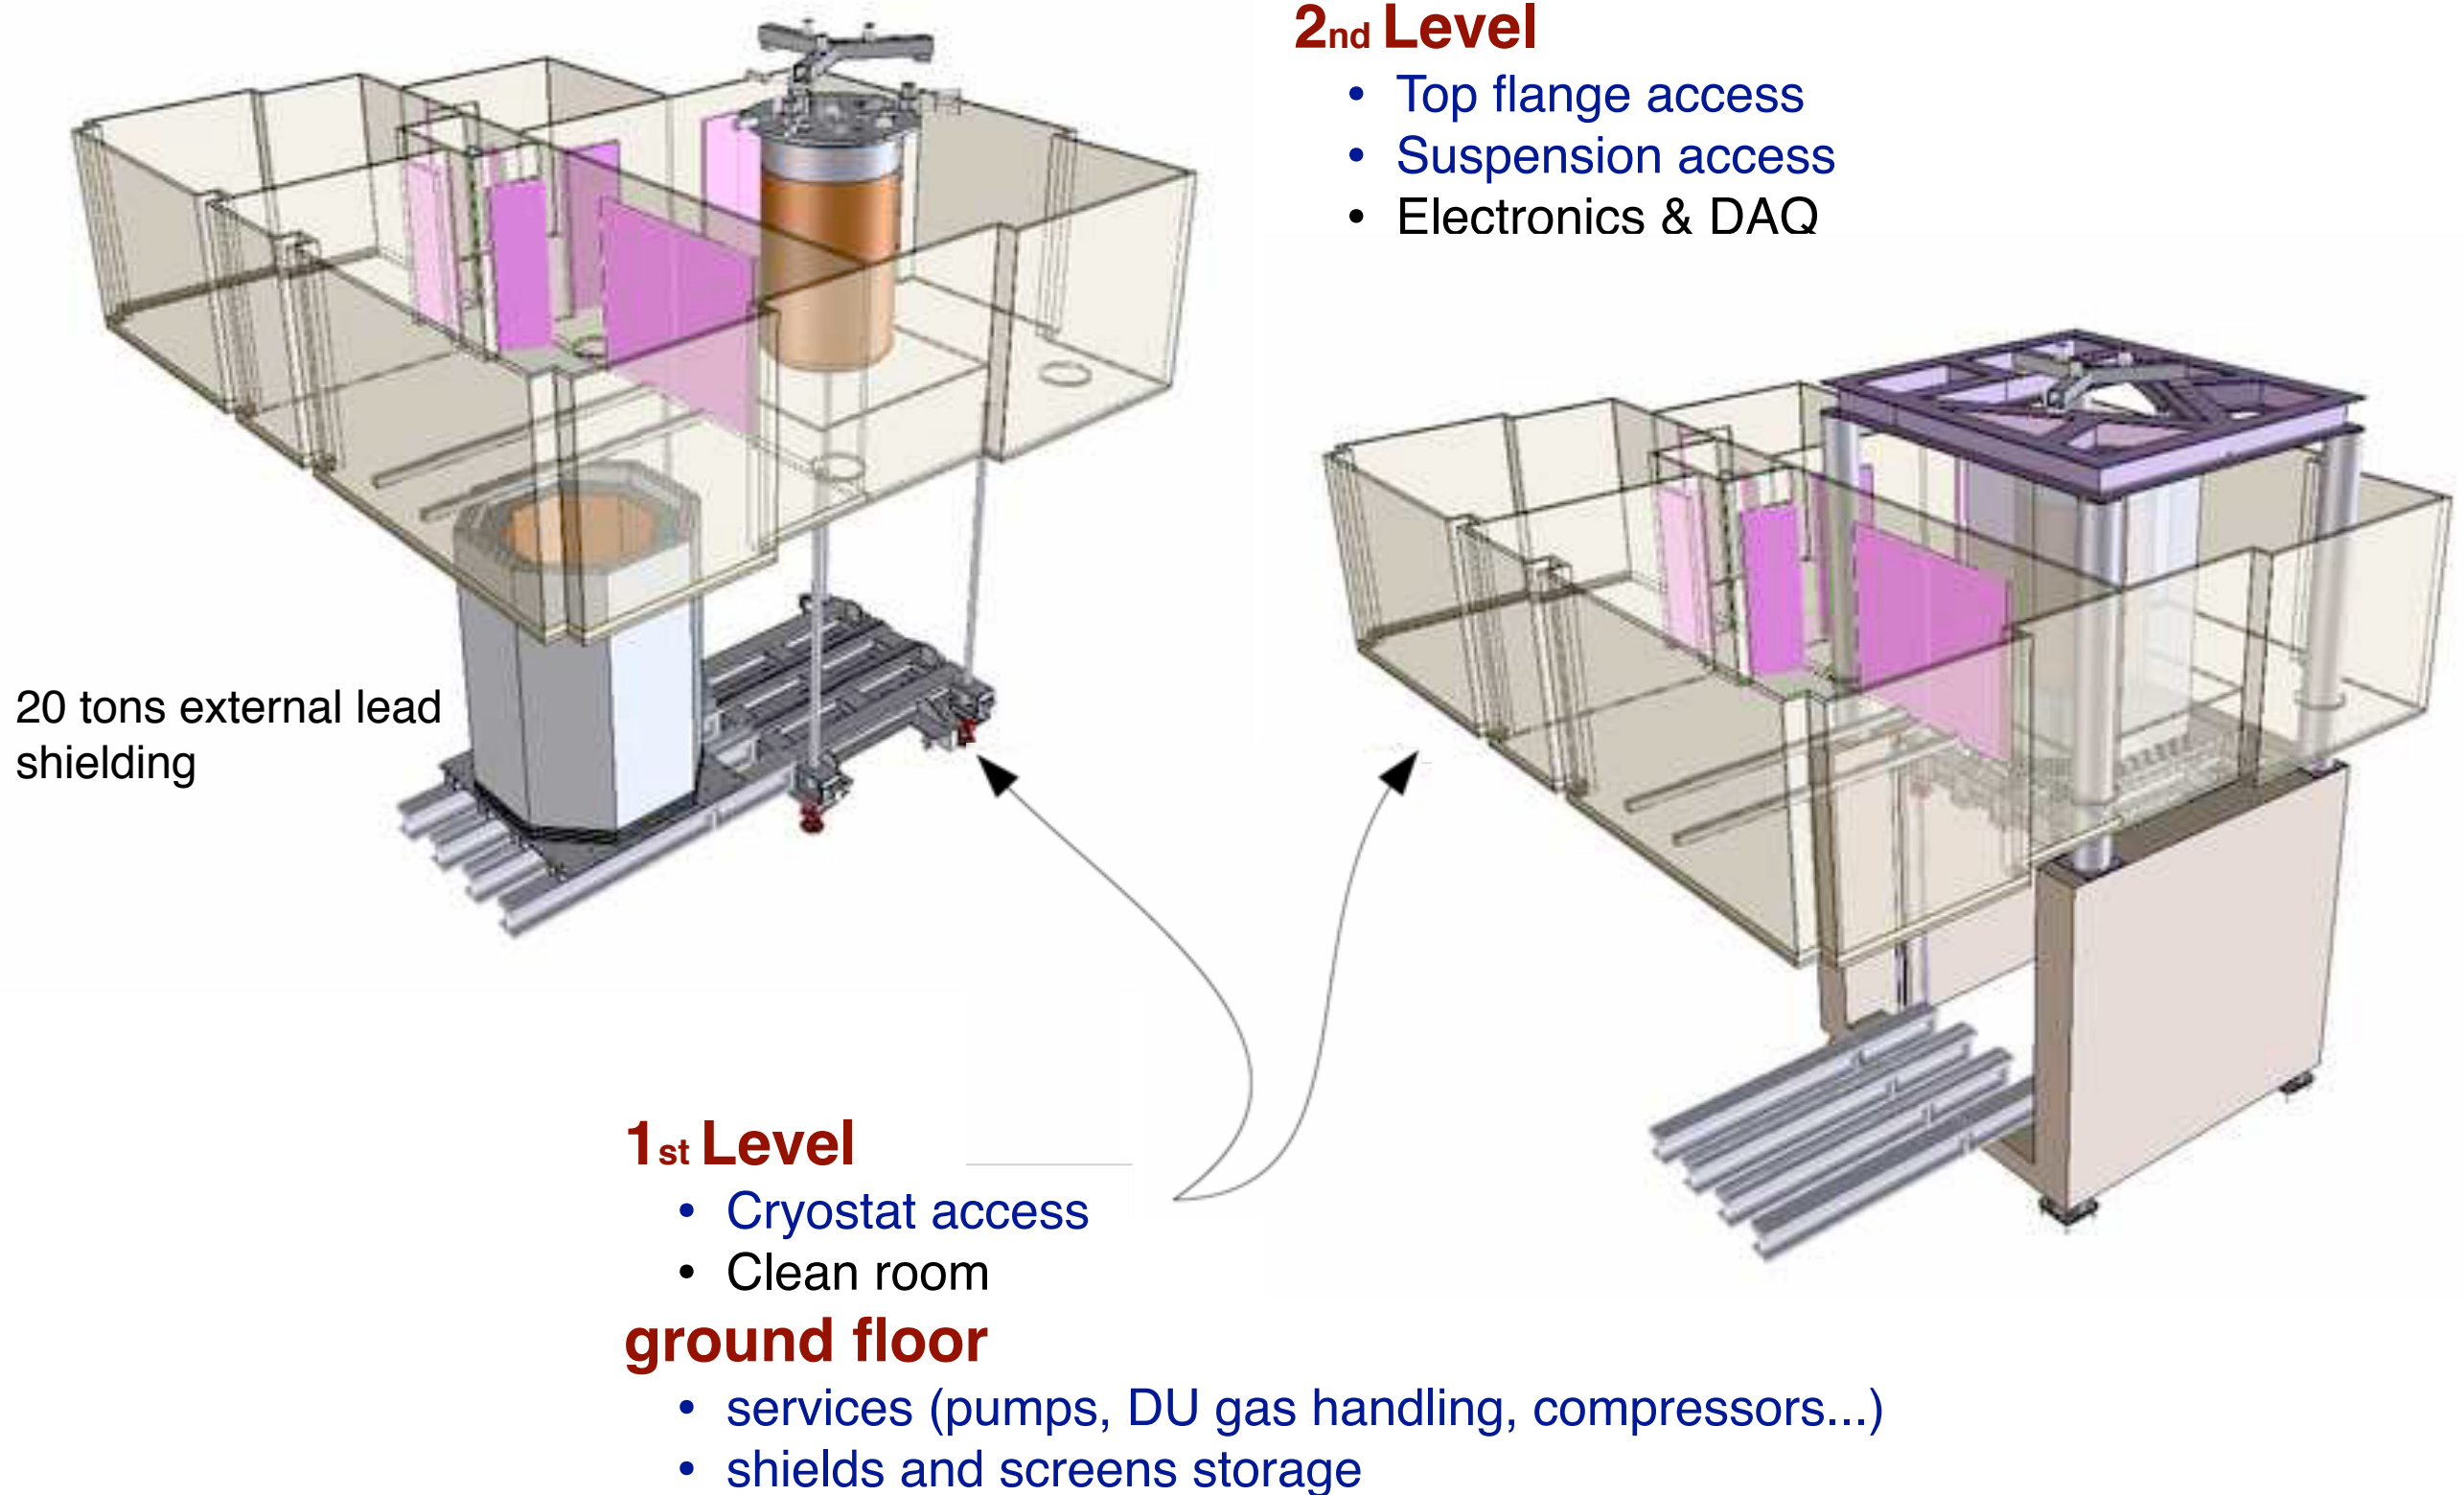 2nd Level
• Top flange access
• Suspension access
• Electronics & DAQ
20 tons external lead
shielding
1st Level
• Cryostat access
• Clean room
ground floor
• services (pumps, DU gas handling, compressors...)
• shields and screens storage